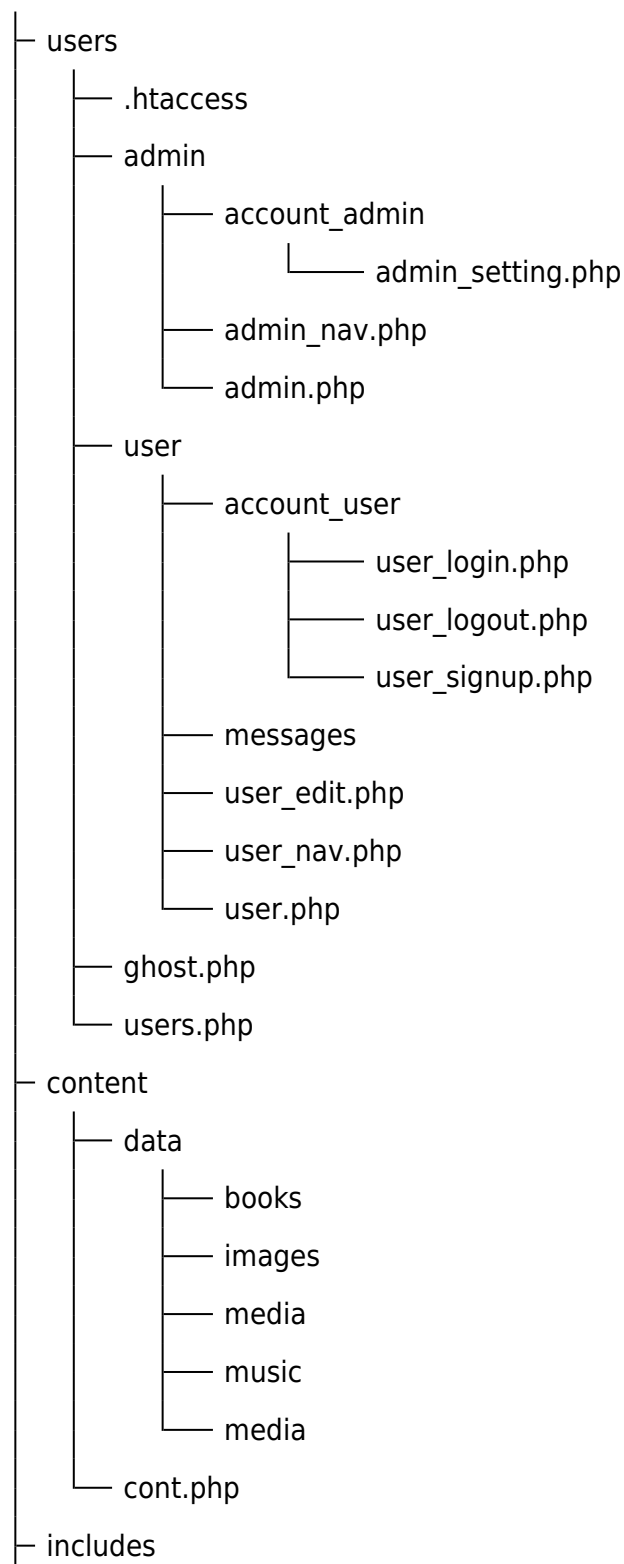 users
.htaccess
admin
account_admin
admin_setting.php
admin_nav.php
admin.php
user
account_user
user_login.php
user_logout.php
user_signup.php
messages
user_edit.php
user_nav.php
user.php
ghost.php
users.php
content
data
books
images
media
music
media
cont.php
includes